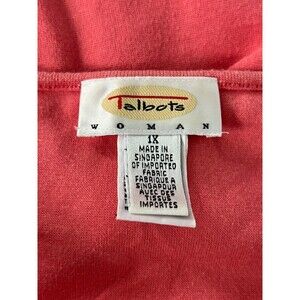 Talbots
WOMAN
1X
MADE IN
SINGAPORE
OF IMPORTED
FABRIC
FABRIQUE A
SINGAPOUR
AVEC DES
TISSUS
IMPORTES